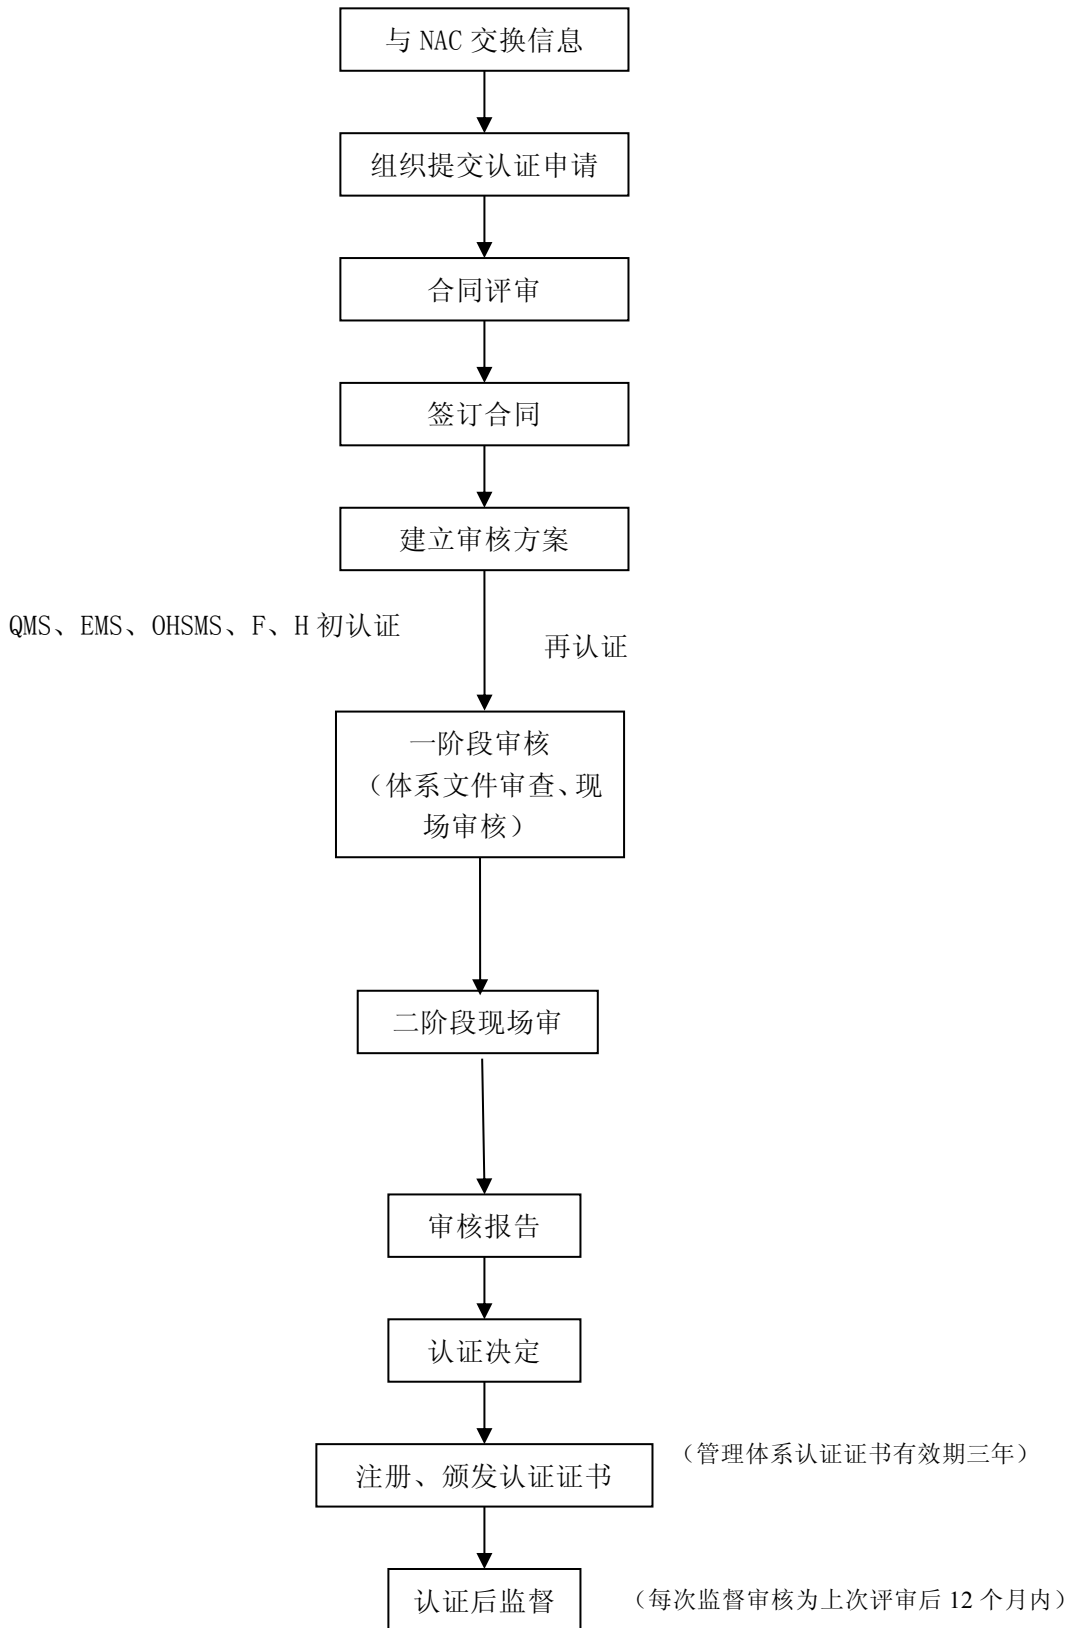 与 NAC 交换信息
组织提交认证申请
合同评审
签订合同
建立审核方案
QMS、EMS、OHSMS、F、H 初认证
再认证
一阶段审核
（体系文件审查、现
场审核）
二阶段现场审
审核报告
认证决定
注册、颁发认证证书
（管理体系认证证书有效期三年）
认证后监督
（每次监督审核为上次评审后 12 个月内）